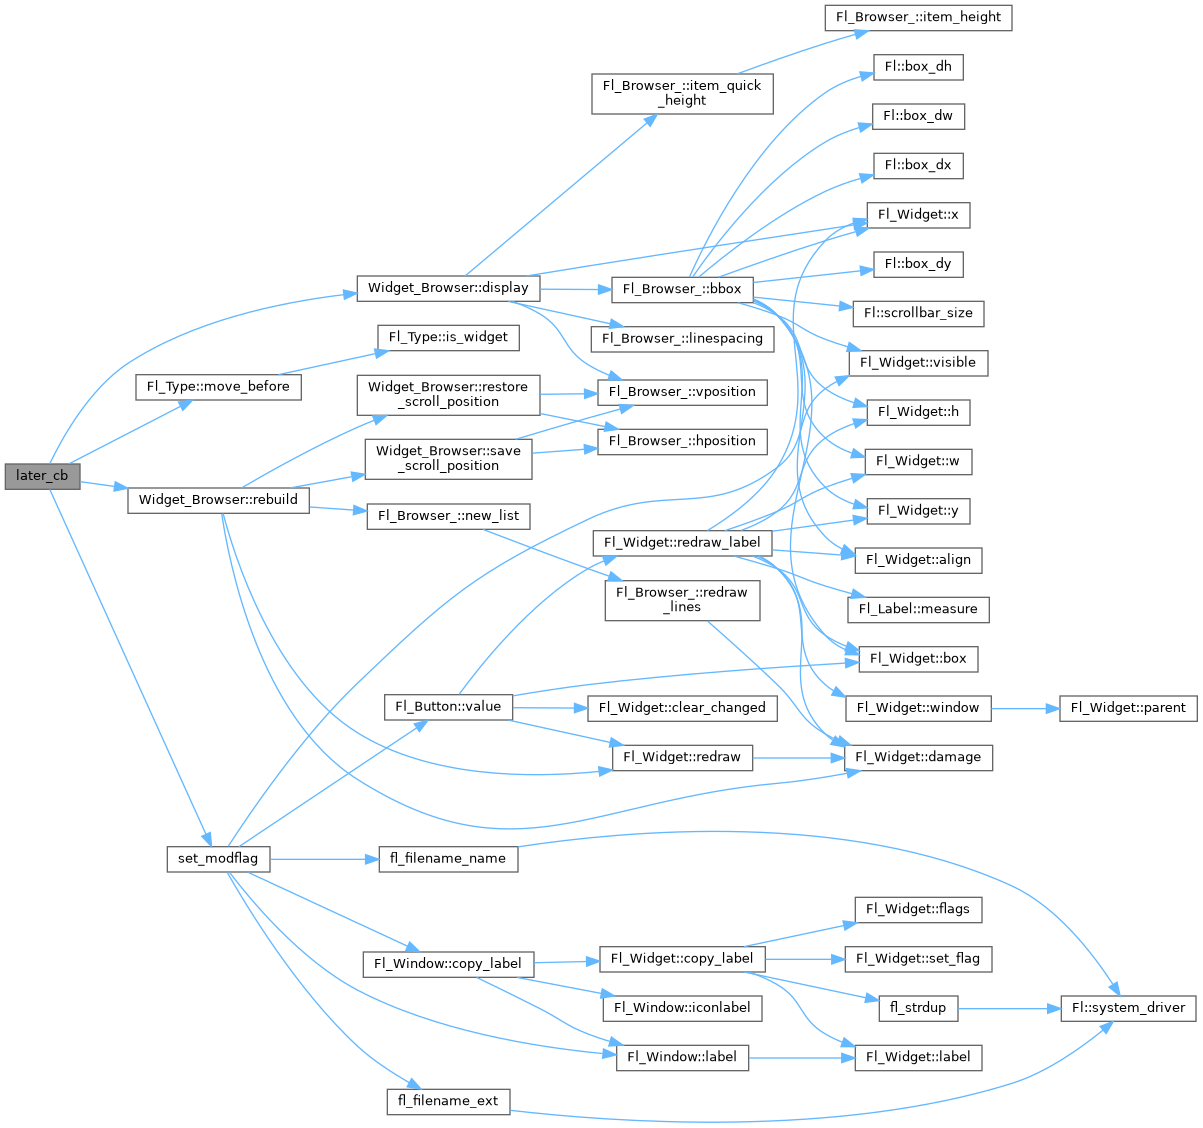 later_cb
Widget_Browser::display
Fl_Type::move_before
Fl_Type::is_widget
Widget_Browser::rebuild
Widget_Browser::restore
_scroll_position
Widget_Browser::save
_scroll_position
Fl_Browser_::new_list
set_modflag
Fl_Button::value
fl_filename_name
Fl_Window::copy_label
fl_filename_ext
Fl_Browser_::item_quick
_height
Fl_Browser_::bbox
Fl_Browser_::linespacing
Fl_Browser_::vposition
Fl_Browser_::hposition
Fl_Widget::redraw_label
Fl_Browser_::redraw
_lines
Fl_Widget::clear_changed
Fl_Widget::redraw
Fl_Widget::copy_label
Fl_Window::iconlabel
Fl_Window::label
Fl_Browser_::item_height
Fl::box_dh
Fl::box_dw
Fl::box_dx
Fl_Widget::x
Fl::box_dy
Fl::scrollbar_size
Fl_Widget::visible
Fl_Widget::h
Fl_Widget::w
Fl_Widget::y
Fl_Widget::align
Fl_Label::measure
Fl_Widget::box
Fl_Widget::window
Fl_Widget::damage
Fl_Widget::flags
Fl_Widget::set_flag
fl_strdup
Fl_Widget::label
Fl_Widget::parent
Fl::system_driver